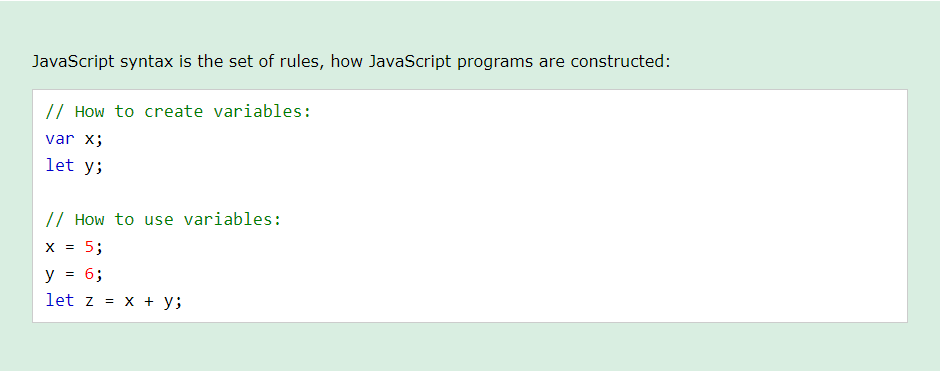 JavaScript syntax is the set of rules, how JavaScript programs are constructed:
// How to create variables:
var x;
let y;
// How to use variables:
x = 5;
y = 6;
let z = x + y;